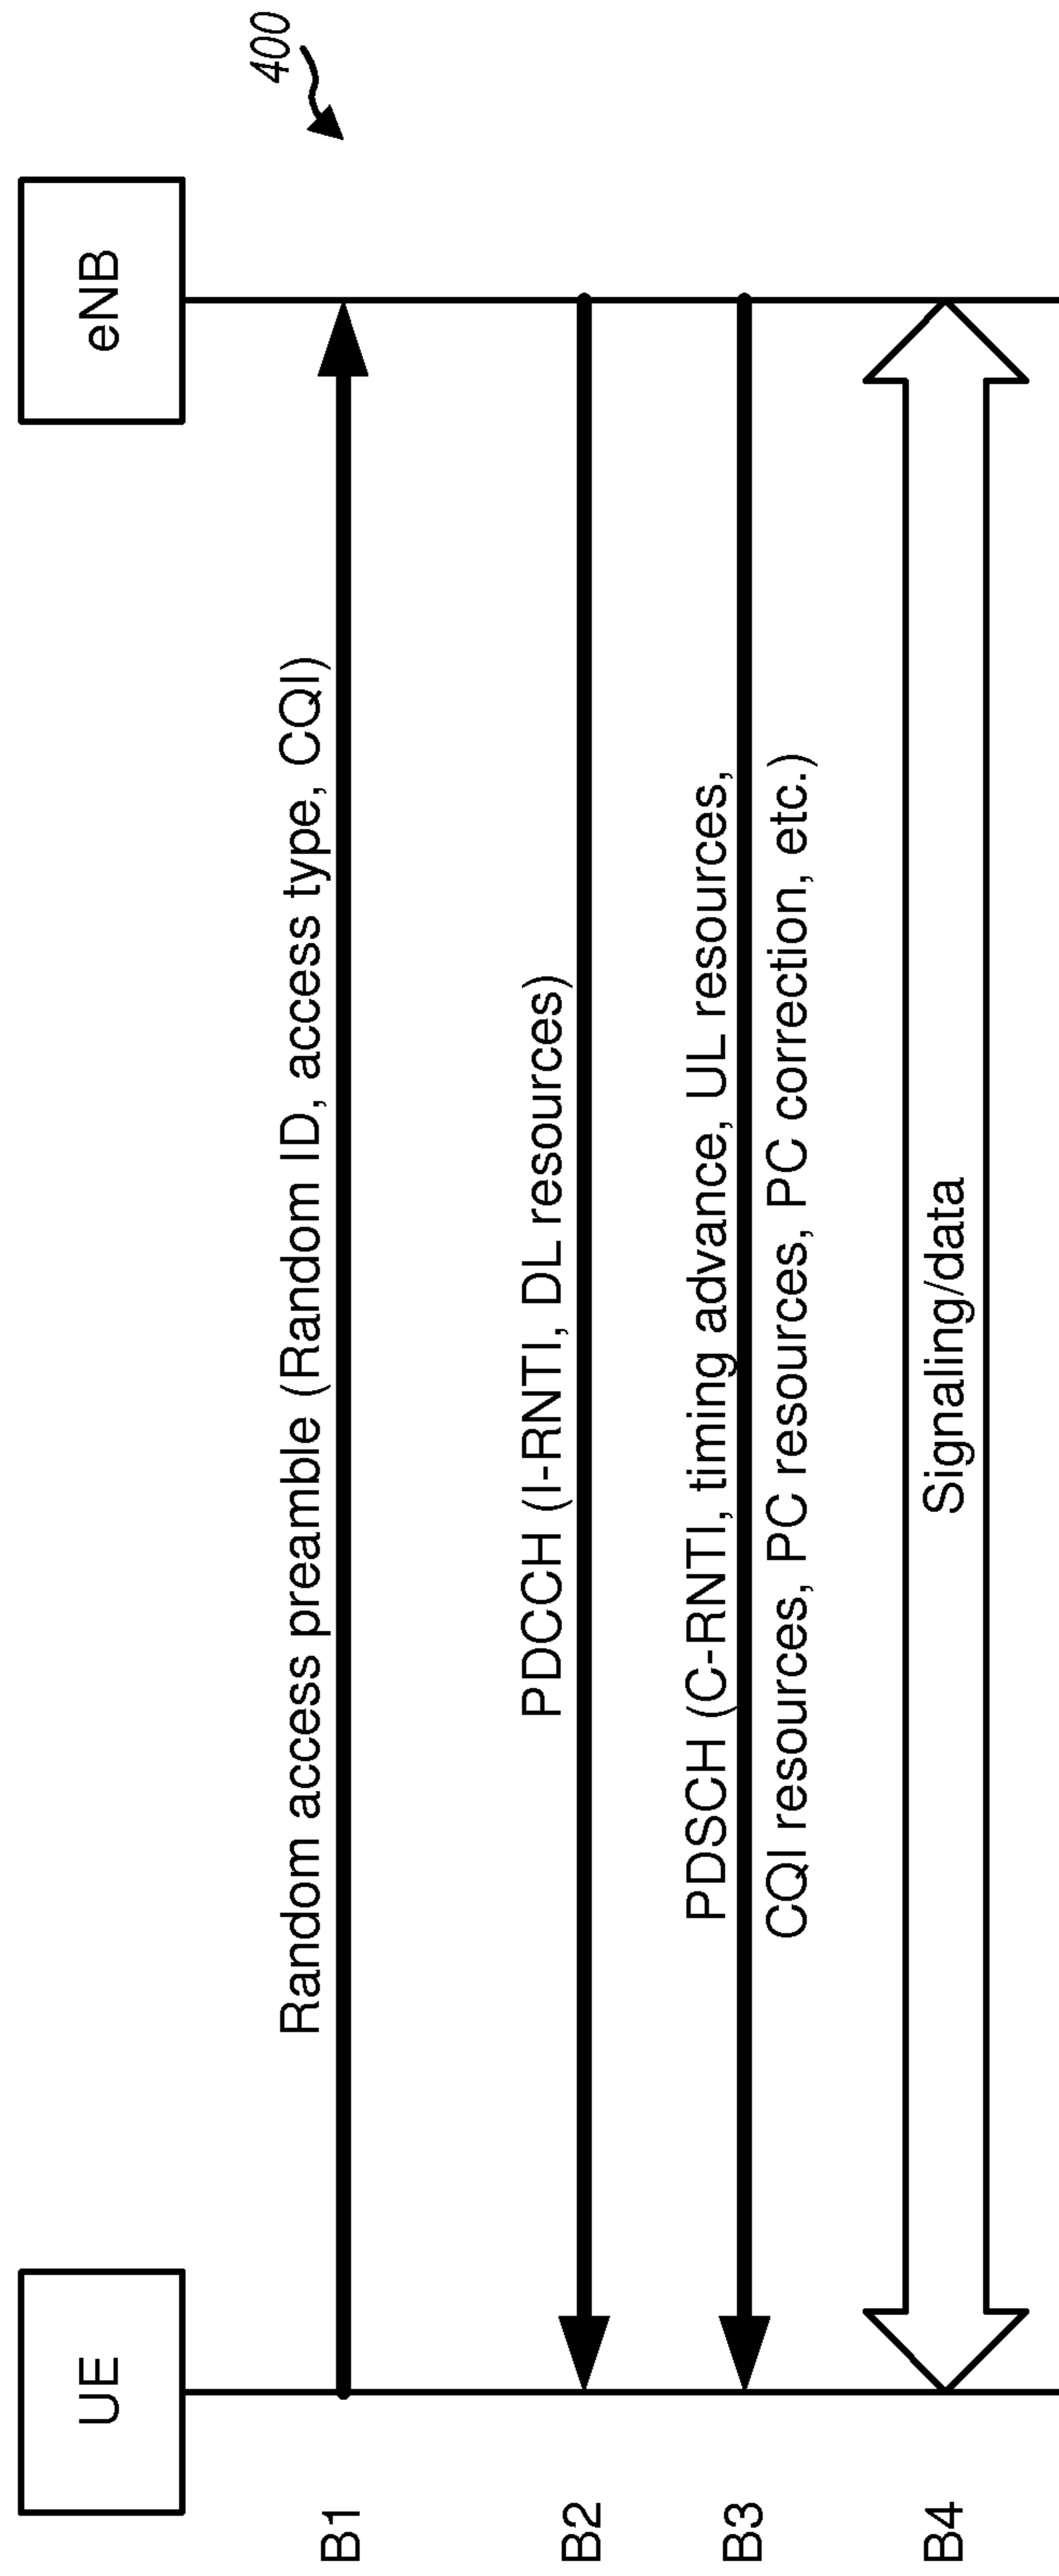 UE
eNB
400
B1
Random access preamble (Random ID, access type, CQI)
B2
PDCCH (I-RNTI, DL resources)
B3
PDSCH (C-RNTI, timing advance, UL resources,
CQI resources, PC resources, PC correction, etc.)
B4
Signaling/data